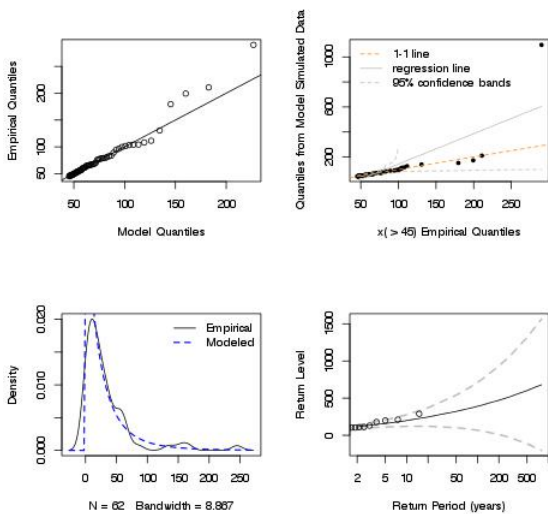 Empirical Quantiles
50 100 200
50 100 150 200
Model Quantiles
Quantiles from Model Simulated Data
200 600 1000
1-1 line
regression line
95% confidence bands
50 100 150 200 250
x( > 45) Empirical Quantiles
Density
0.000 0.010 0.020
Empirical
Modeled
0 50 100 150 200 250
N = 62 Bandwidth = 8.867
Return Level
0 500 1000 1500
2 5 10 20 50 100 200 500
Return Period (years)